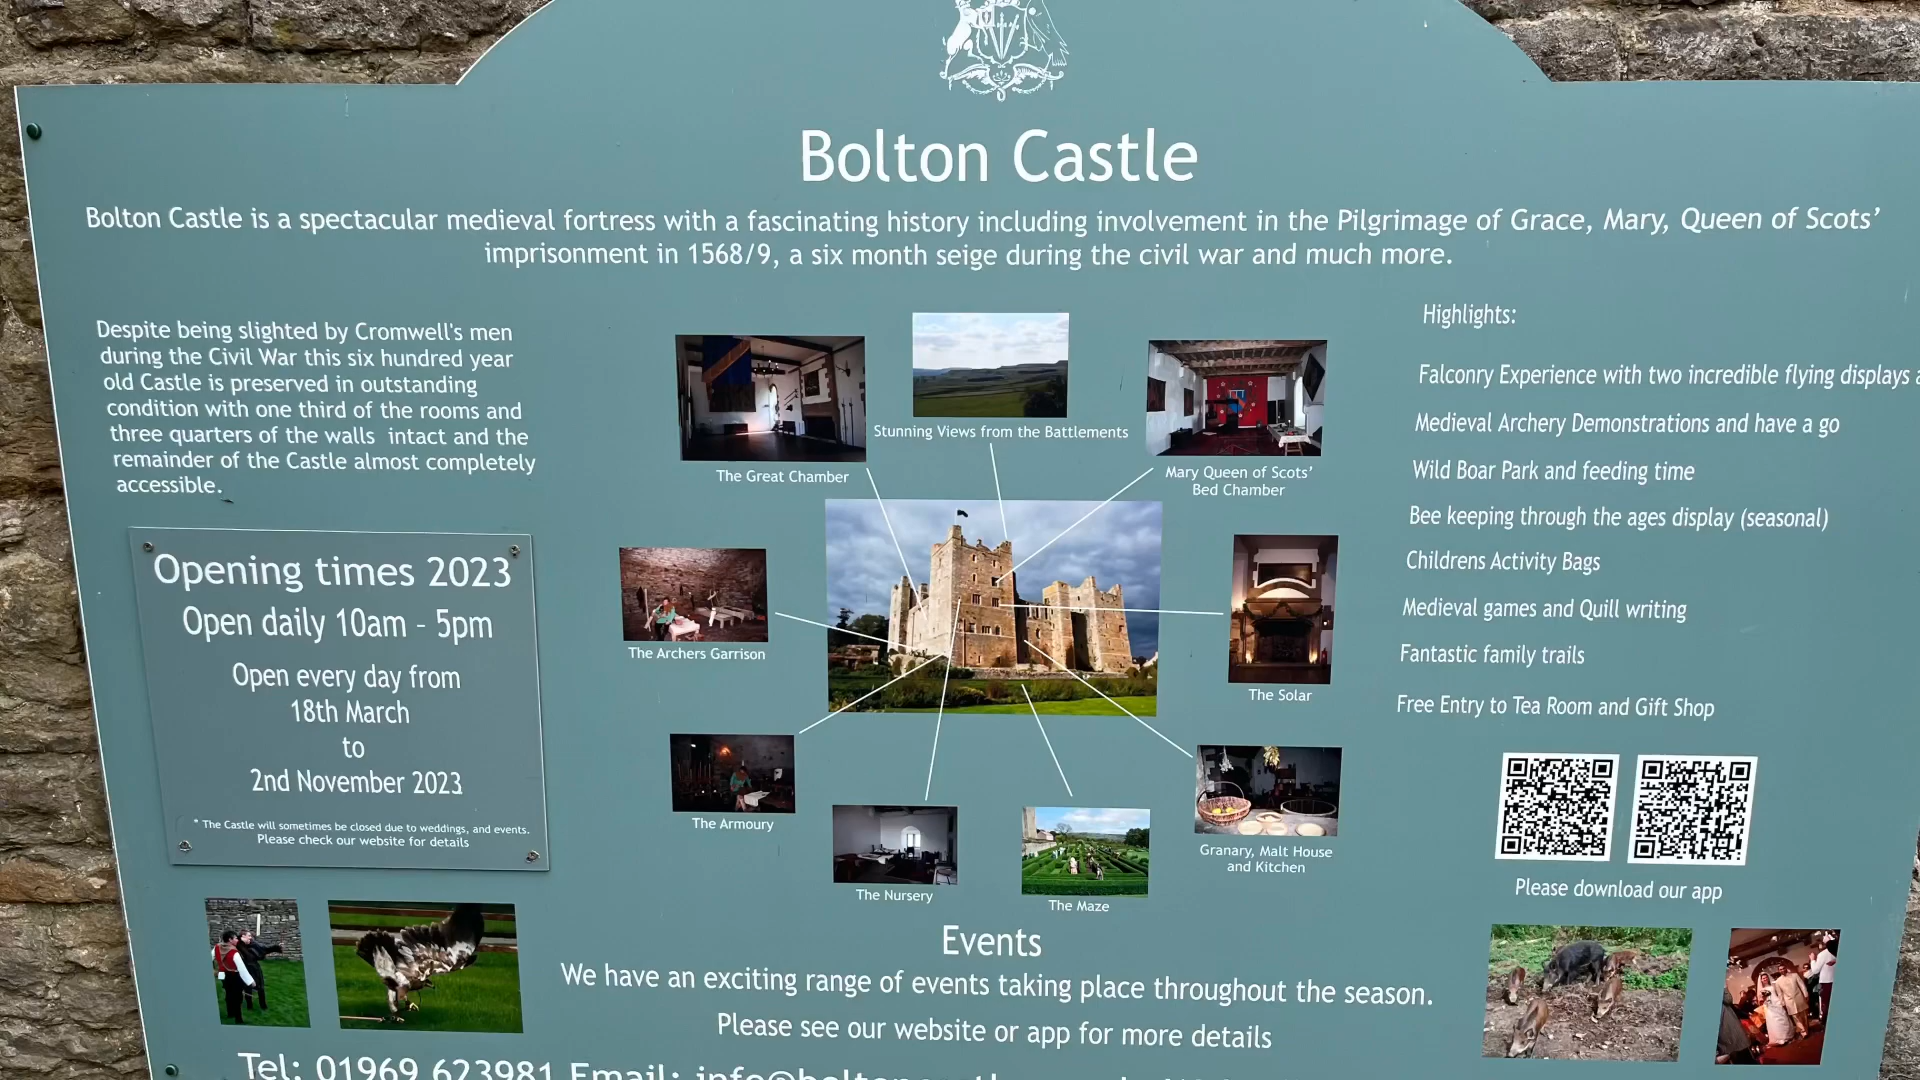 Bolton Castle
Bolton Castle is a spectacular medieval fortress with a fascinating history including involvement in the Pilgrimage of Grace, Mary, Queen of Scots'
imprisonment in 1568/9, a six month seige during the civil war and much more.
Despite being slighted by Cromwell's men
during the Civil War this six hundred year
old Castle is preserved in outstanding
condition with one third of the rooms and
three quarters of the walls intact and the
remainder of the Castle almost completely
accessible.
Opening times 2023
Open daily 10am - 5pm
Open every day from
18th March
to
2nd November 2023
* The Castle will sometimes be closed due to weddings, and events.
Please check our website for details
The Great Chamber
Stunning Views from the Battlements
Mary Queen of Scots'
Bed Chamber
The Archers Garrison
The Solar
The Armoury
The Nursery
The Maze
Granary, Malt House
and Kitchen
Highlights:
Falconry Experience with two incredible flying displays
Medieval Archery Demonstrations and have a go
Wild Boar Park and feeding time
Bee keeping through the ages display (seasonal)
Childrens Activity Bags
Medieval games and Quill writing
Fantastic family trails
Free Entry to Tea Room and Gift Shop
Please download our app
Events
We have an exciting range of events taking place throughout the season.
Please see our website or app for more details
Tel: 01969 623981 Email: